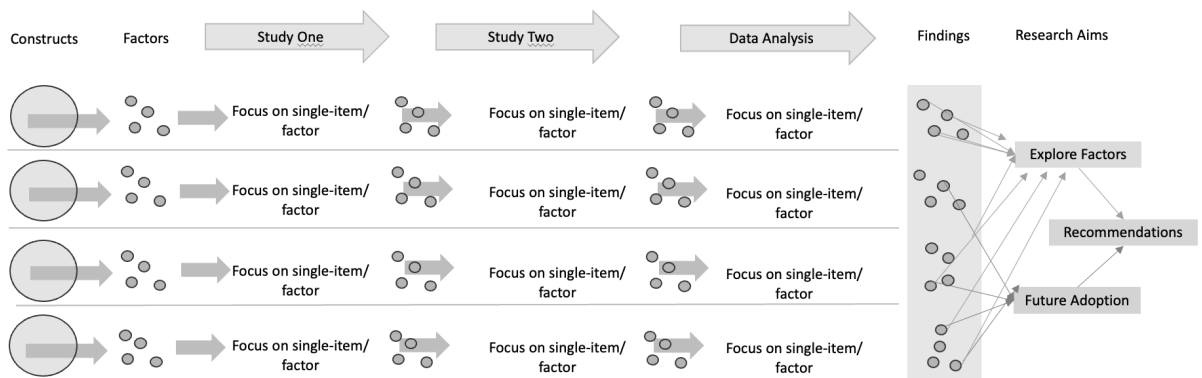 Constructs
Factors
Study One
Study Two
Data Analysis
Findings
Research Aims
Focus on single-item/
factor
Focus on single-item/
factor
Focus on single-item/
factor
Focus on single-item/
factor
Focus on single-item/
factor
Focus on single-item/
factor
Focus on single-item/
factor
Focus on single-item/
factor
Focus on single-item/
factor
Focus on single-item/
factor
Focus on single-item/
factor
Focus on single-item/
factor
Explore Factors
Recommendations
Future Adoption